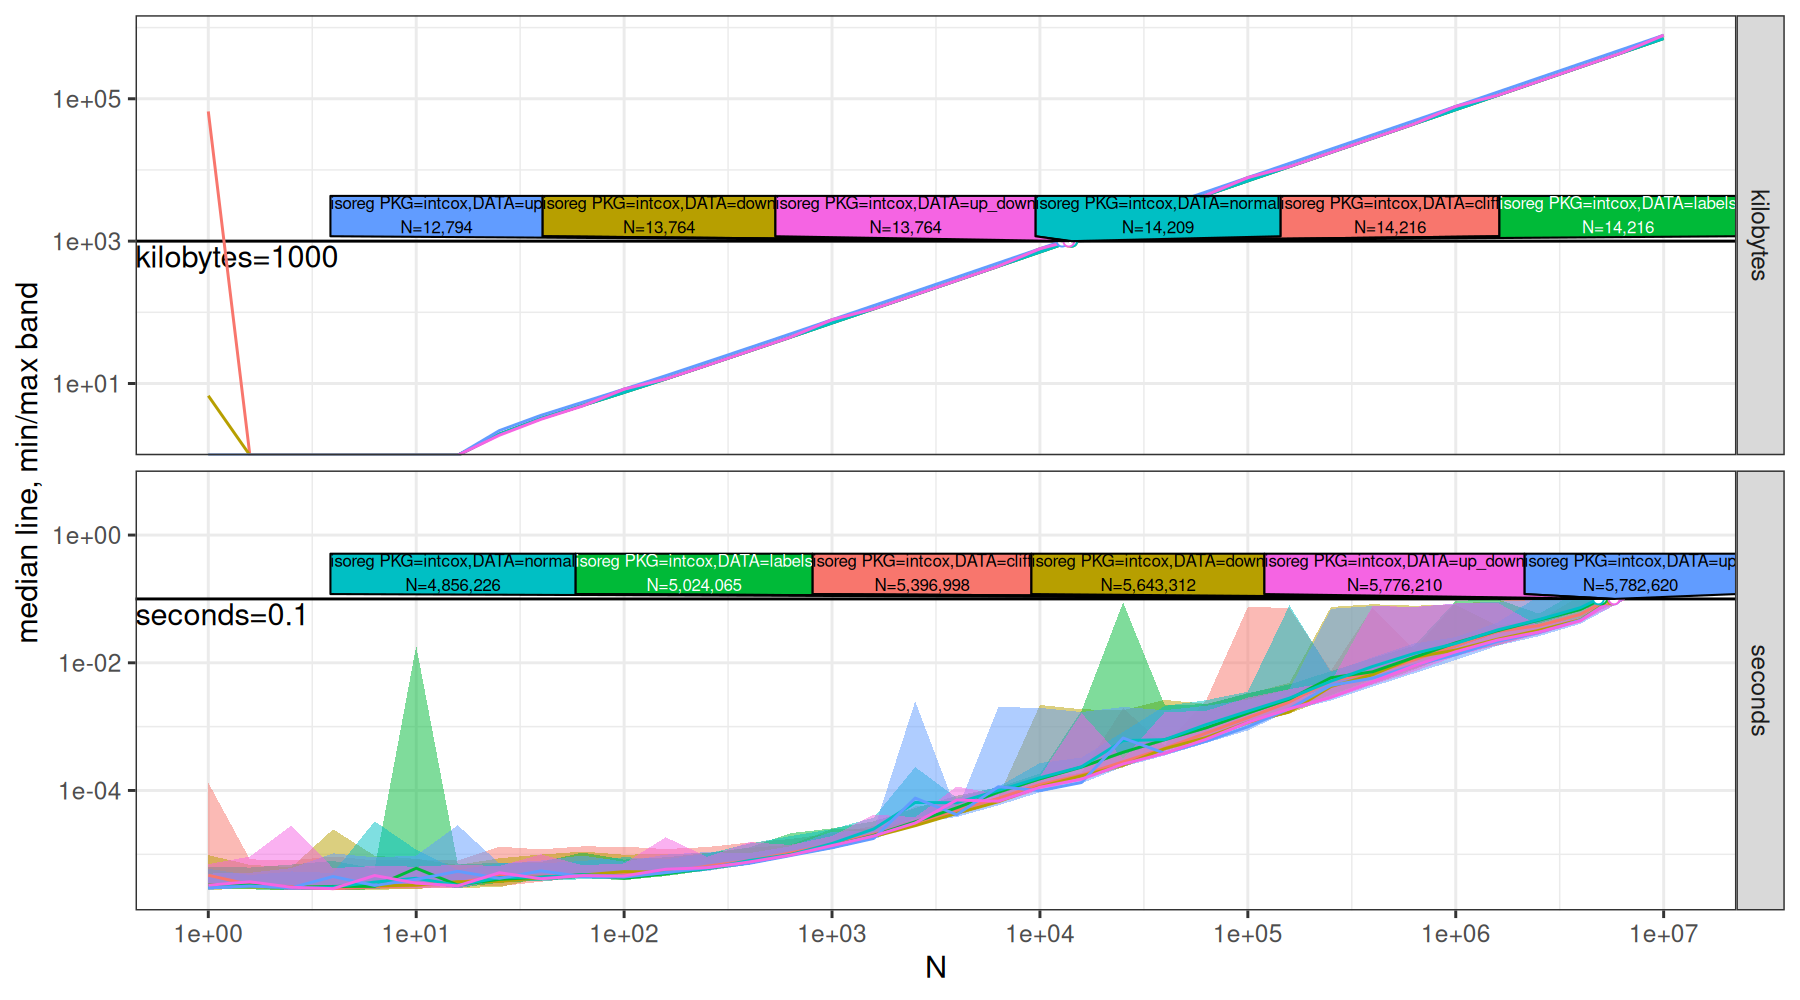 median line, min/max band
1e+05
1e+03
1e+01
isoreg PKG=intcox,DATA=up
N=12,794
isoreg PKG=intcox,DATA=down
N=13,764
isoreg PKG=intcox,DATA=up_down
N=13,764
isoreg PKG=intcox,DATA=normal
N=14,209
isoreg PKG=intcox,DATA=cliff
N=14,216
isoreg PKG=intcox,DATA=labels
N=14,216
kilobytes=1000
kilobytes
1e+00
1e-02
1e-04
isoreg PKG=intcox,DATA=normal
N=4,856,226
isoreg PKG=intcox,DATA=labels
N=5,024,065
isoreg PKG=intcox,DATA=cliff
N=5,396,998
isoreg PKG=intcox,DATA=down
N=5,643,312
isoreg PKG=intcox,DATA=up_down
N=5,776,210
isoreg PKG=intcox,DATA=up
N=5,782,620
seconds=0.1
seconds
1e+00 1e+01 1e+02 1e+03 1e+04 1e+05 1e+06 1e+07
N